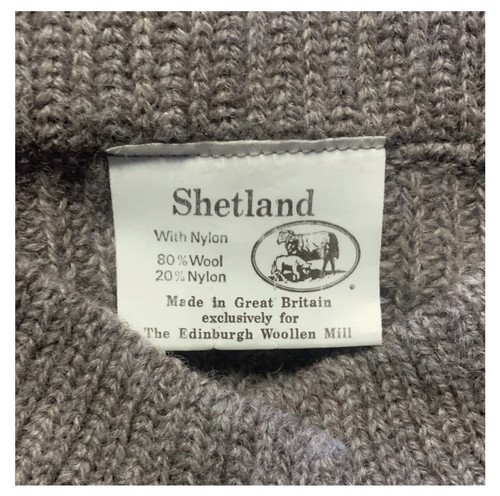 Shetland
With Nylon
80% Wool
20% Nylon
Made in Great Britain
exclusively for
The Edinburgh Woollen Mill